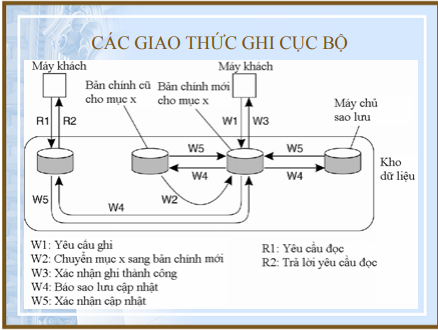 CÁC GIAO THỨC GHI CỤC BỘ
Máy khách
Máy khách
Bản chính cũ
cho mục x
Bản chính mới
cho mục x
Máy chủ
sao lưu
R1
R2
W1
W3
W5
W5
W4
W4
W2
Kho
dữ liệu
W5
W4
W1: Yêu cầu ghi
W2: Chuyển mục x sang bản chính mới
W3: Xác nhận ghi thành công
W4: Báo sao lưu cập nhật
W5: Xác nhận cập nhật
R1: Yêu cầu đọc
R2: Trả lời yêu cầu đọc